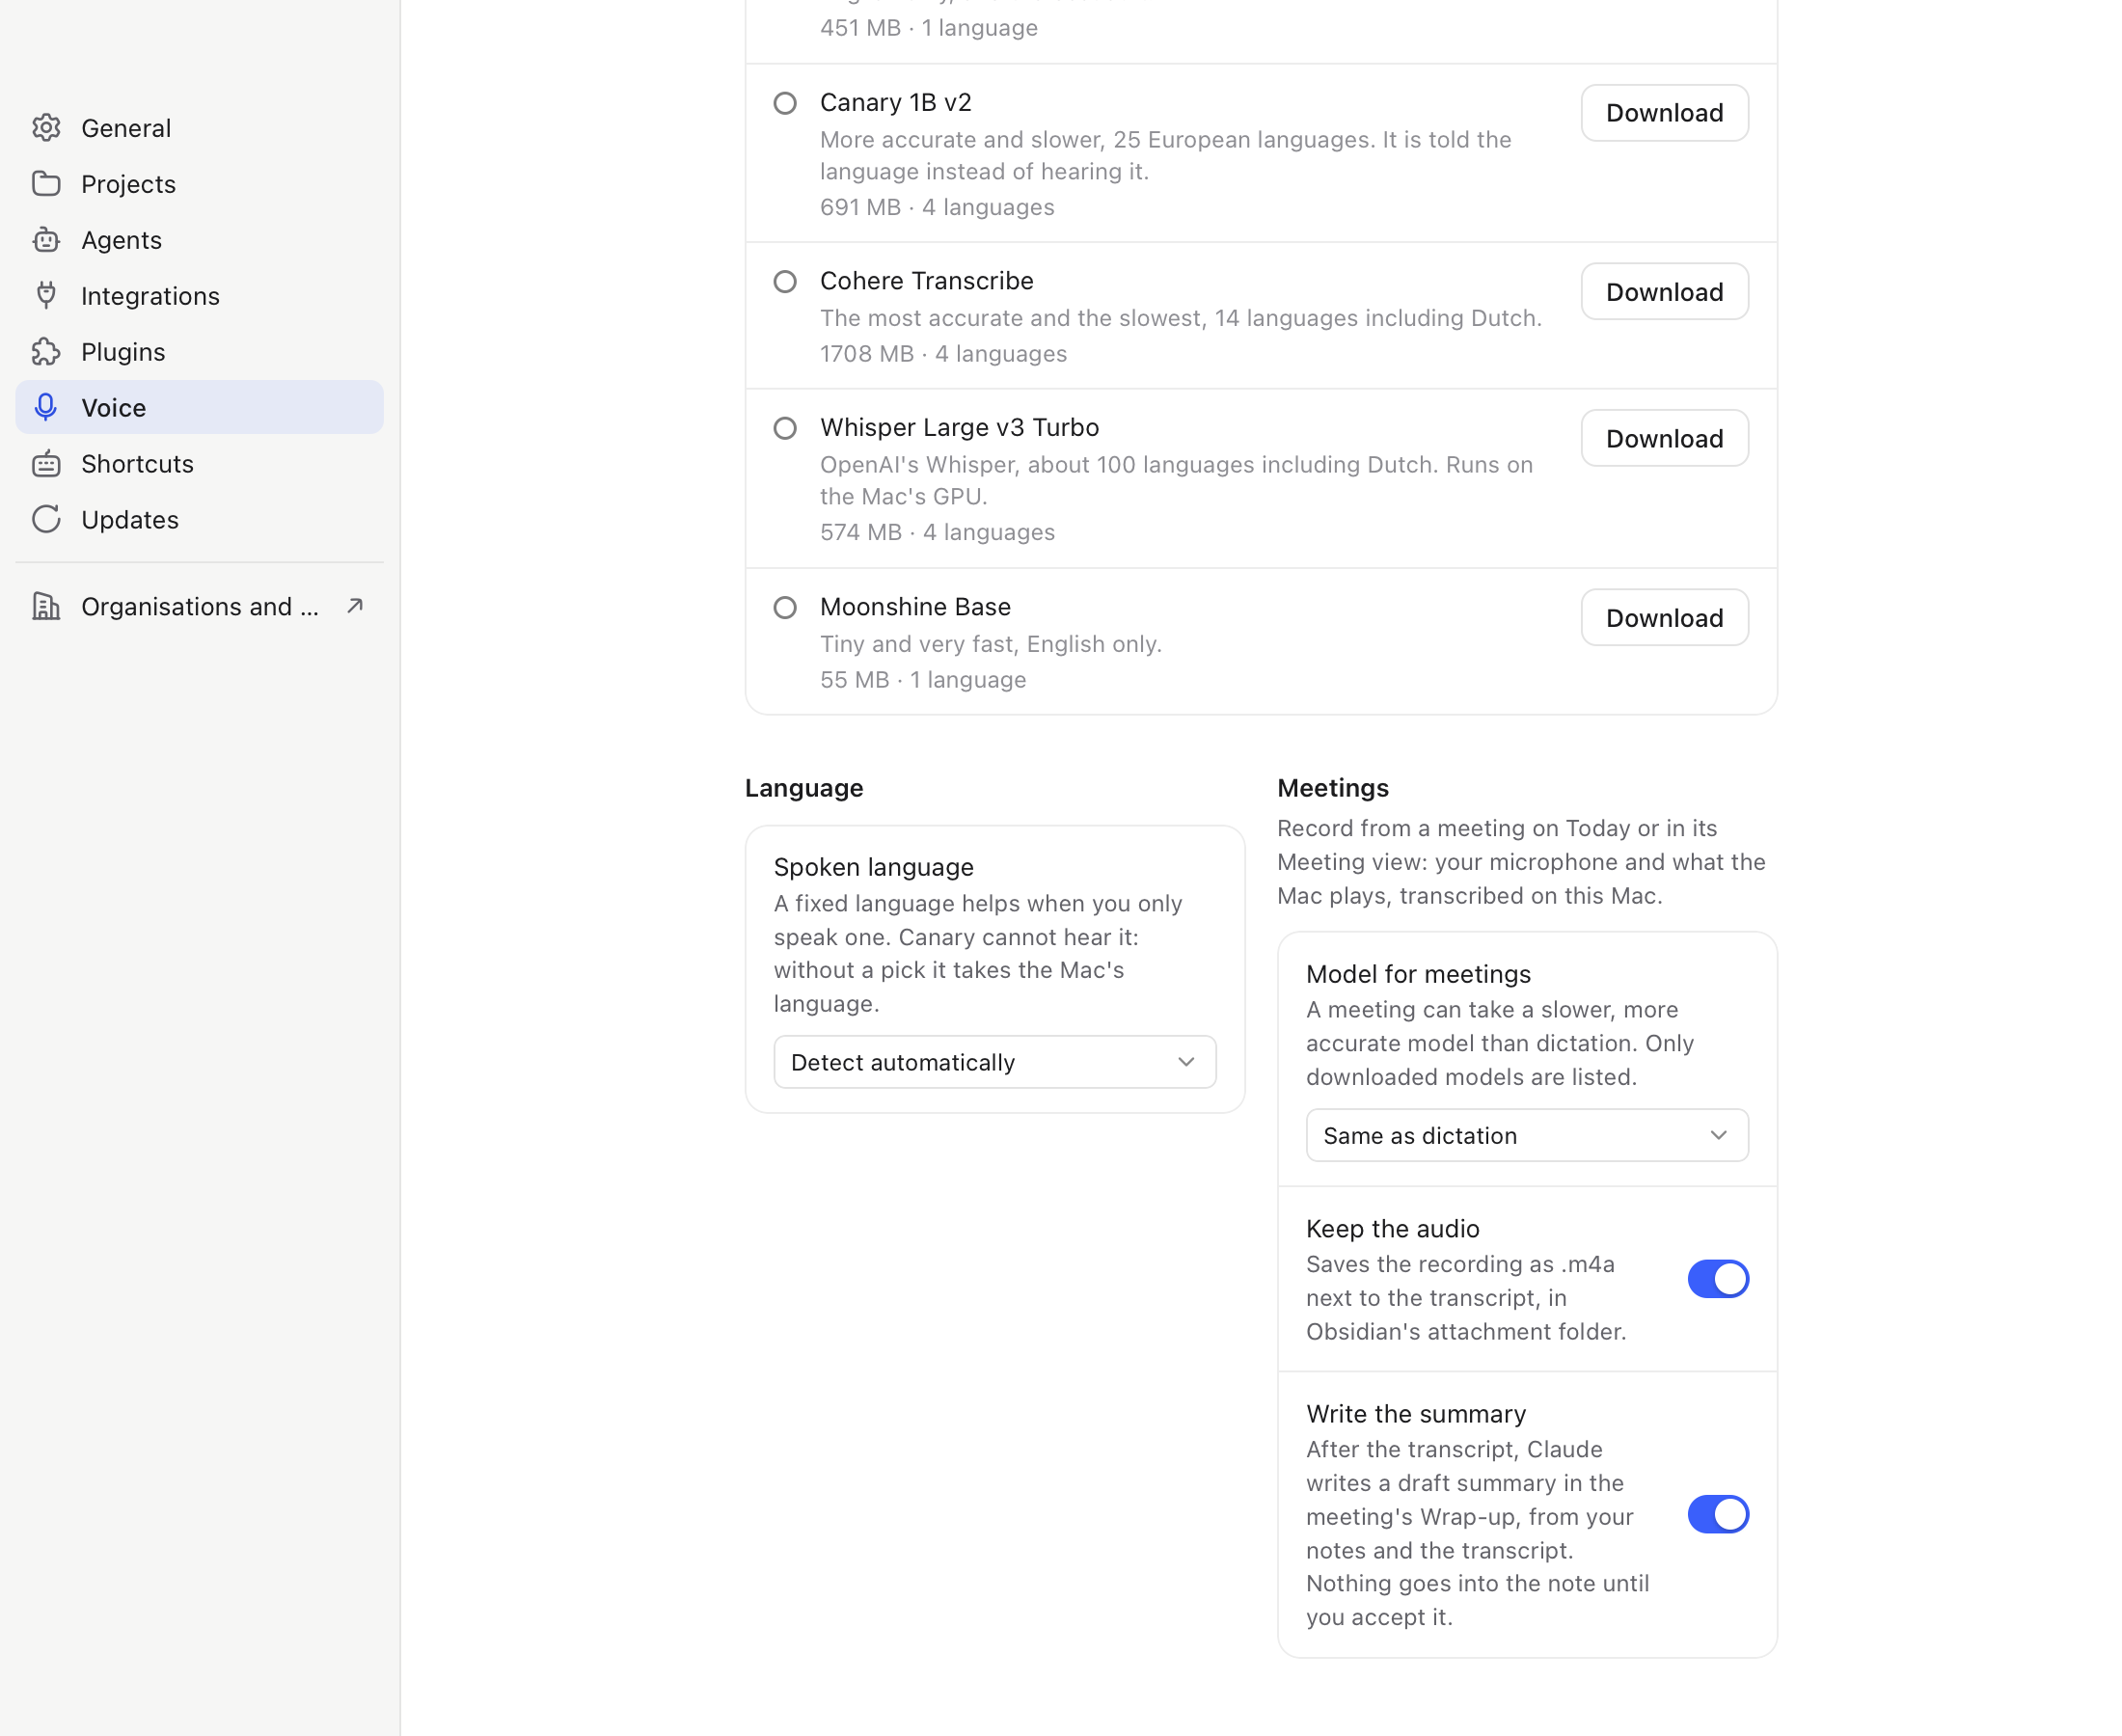 General
Projects
Agents
Integrations
Plugins
Voice
Shortcuts
Updates
Organisations and ...
451 MB · 1 language
Canary 1B v2
Download
More accurate and slower, 25 European languages. It is told the
language instead of hearing it.
691 MB · 4 languages
Cohere Transcribe
Download
The most accurate and the slowest, 14 languages including Dutch.
1708 MB · 4 languages
Whisper Large v3 Turbo
Download
OpenAI's Whisper, about 100 languages including Dutch. Runs on
the Mac's GPU.
574 MB · 4 languages
Moonshine Base
Download
Tiny and very fast, English only.
55 MB · 1 language
Language
Spoken language
A fixed language helps when you only
speak one. Canary cannot hear it:
without a pick it takes the Mac's
language.
Detect automatically
Meetings
Record from a meeting on Today or in its
Meeting view: your microphone and what the
Mac plays, transcribed on this Mac.
Model for meetings
A meeting can take a slower, more
accurate model than dictation. Only
downloaded models are listed.
Same as dictation
Keep the audio
Saves the recording as .m4a
next to the transcript, in
Obsidian's attachment folder.
Write the summary
After the transcript, Claude
writes a draft summary in the
meeting's Wrap-up, from your
notes and the transcript.
Nothing goes into the note until
you accept it.